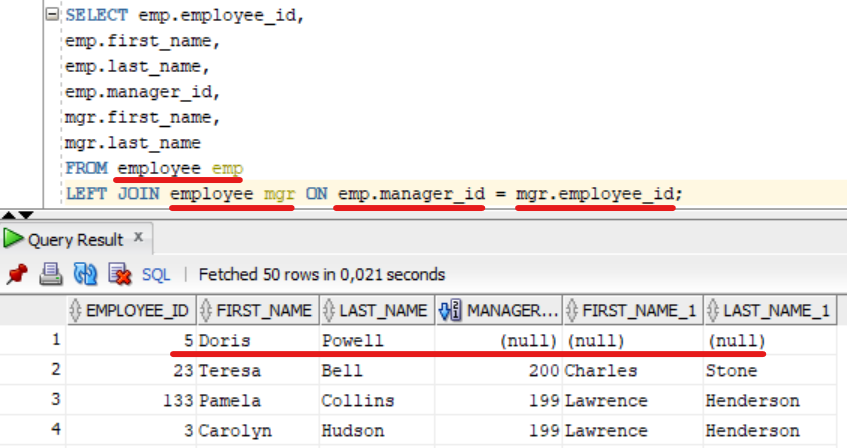 SELECT emp.employee_id,
emp.first_name,
emp.last_name,
emp.manager_id,
mgr.first_name,
mgr.last_name
FROM employee emp
LEFT JOIN employee mgr ON emp.manager_id = mgr.employee_id;
Query Result x
SQL | Fetched 50 rows in 0,021 seconds
EMPLOYEE_ID FIRST_NAME LAST_NAME MANAGER... FIRST_NAME_1 LAST_NAME_1
1 5 Doris Powell (null) (null) (null)
2 23 Teresa Bell 200 Charles Stone
3 133 Pamela Collins 199 Lawrence Henderson
4 3 Carolyn Hudson 199 Lawrence Henderson